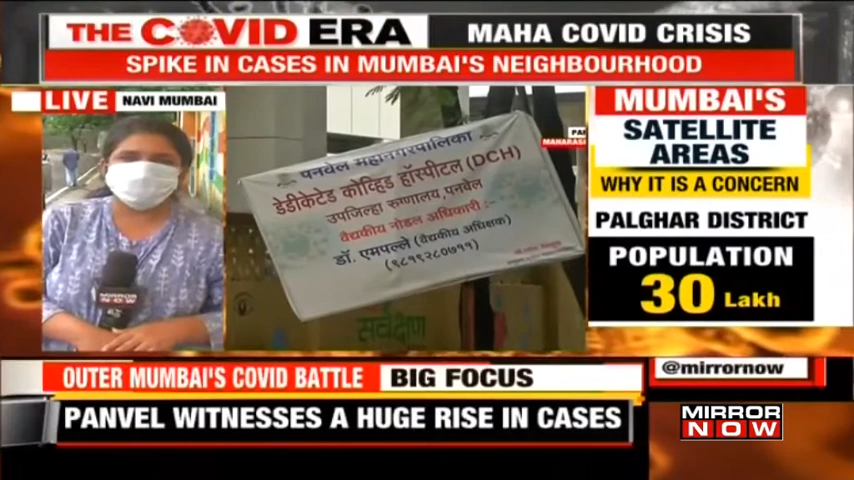 THE COVID ERA
MAHA COVID CRISIS
SPIKE IN CASES IN MUMBAI'S NEIGHBOURHOOD
LIVE
NAVI MUMBAI
MIRROR
NOW
पनवेल महानगरपालिका
डेडीकेटेड कोव्हिड हॉस्पीटल (DCH)
उपजिल्हा रुग्णालय, पनवेल
वैद्यकीय नोडल अधिकारी :-
डॉ. एमपल्ले (वैद्यकीय अधिक्षक)
(९८१९२८०७११)
सर्वेक्षण
MUMBAI'S
SATELLITE
AREAS
WHY IT IS A CONCERN
PALGHAR DISTRICT
POPULATION
30 Lakh
OUTER MUMBAI'S COVID BATTLE
BIG FOCUS
@mirrornow
PANVEL WITNESSES A HUGE RISE IN CASES
MIRROR
NOW